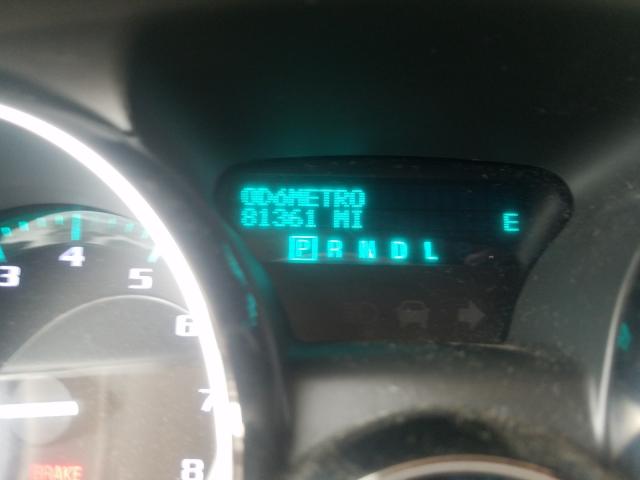 OD6METRO
81361 MI
E
P R N D L
3 4 5 6 7 8
BRAKE